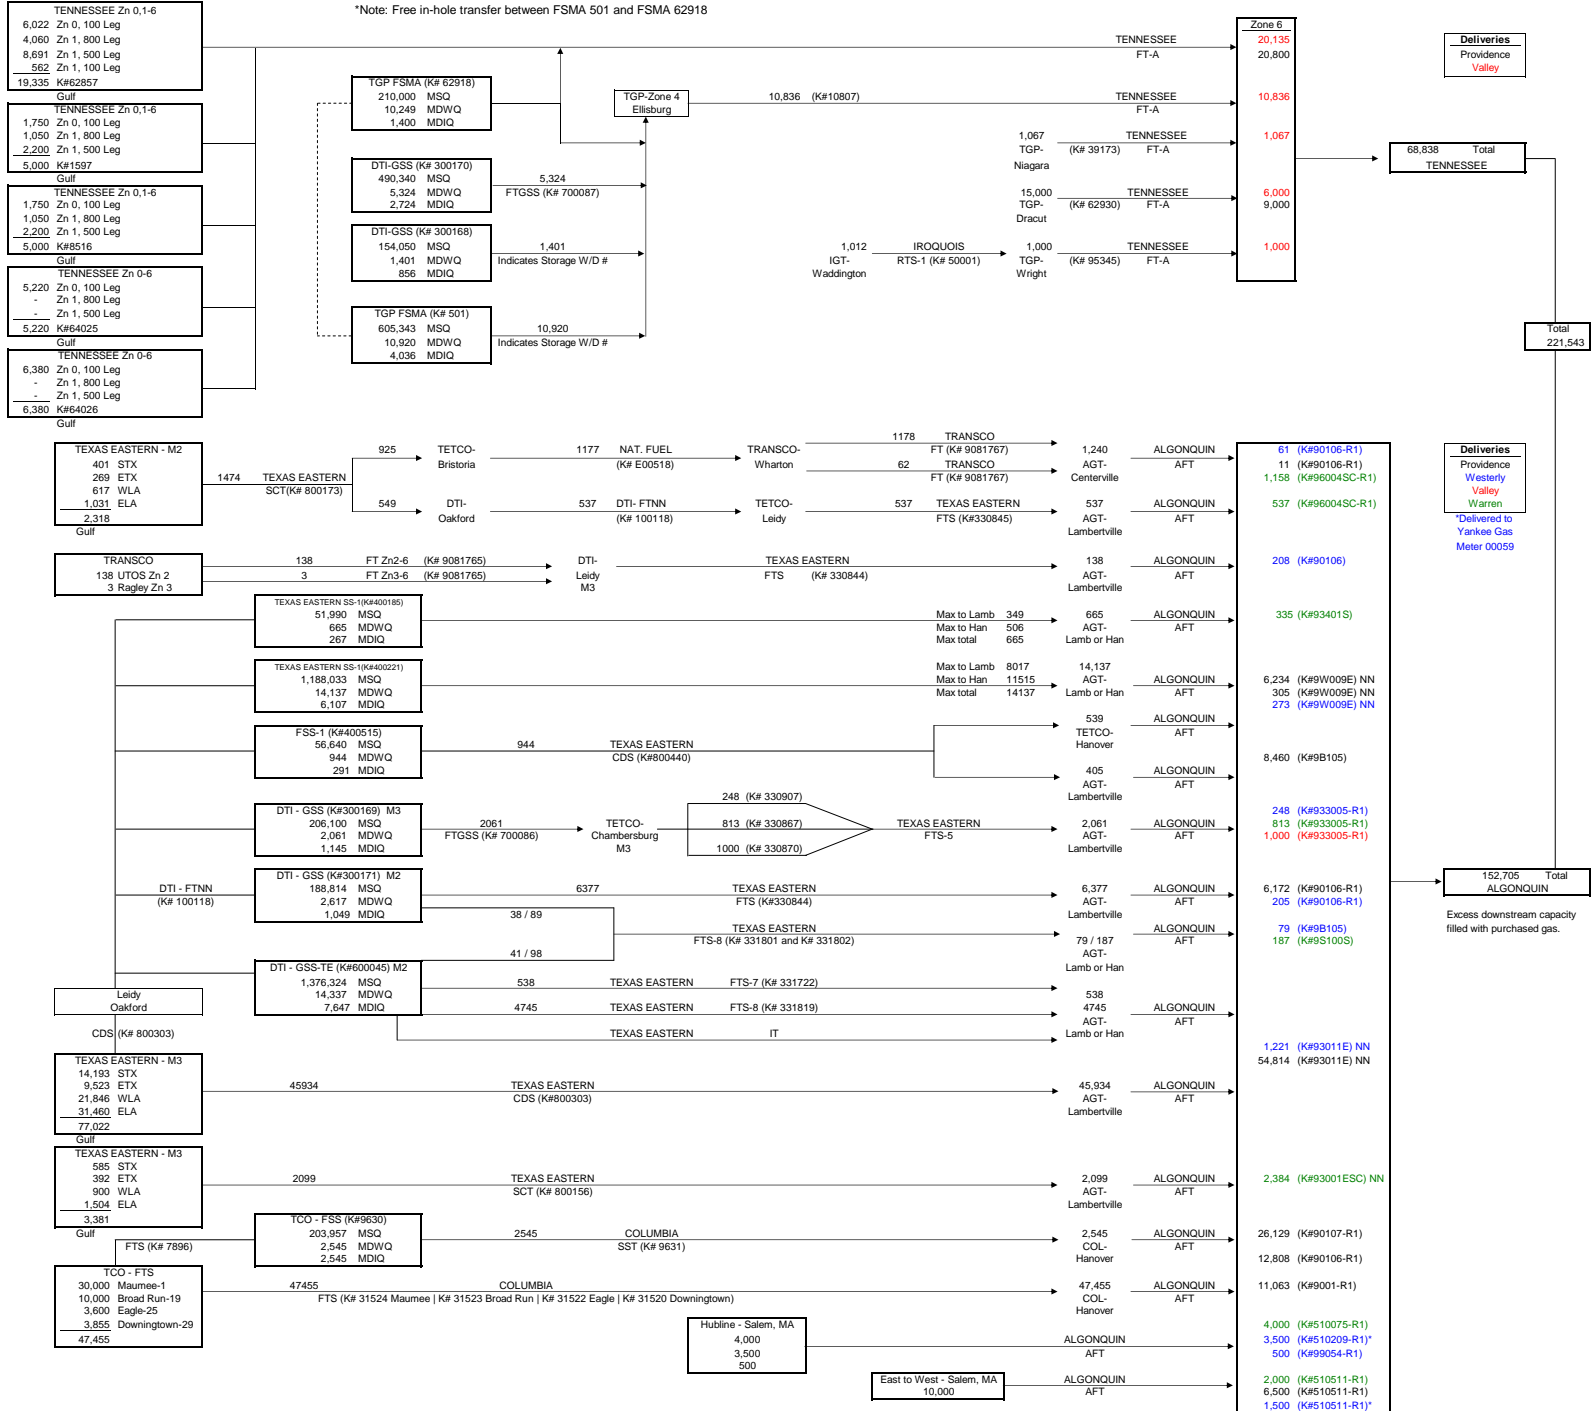 *Note: Free in-hole transfer between FSMA 501 and FSMA 62918
TENNESSEE Zn 0,1-6
6,022 Zn 0, 100 Leg
4,060 Zn 1, 800 Leg
8,691 Zn 1, 500 Leg
562 Zn 1, 100 Leg
19,335 K#62857
Gulf
TENNESSEE Zn 0,1-6
1,750 Zn 0, 100 Leg
1,050 Zn 1, 800 Leg
2,200 Zn 1, 500 Leg
5,000 K#1597
Gulf
TENNESSEE Zn 0,1-6
1,750 Zn 0, 100 Leg
1,050 Zn 1, 800 Leg
2,200 Zn 1, 500 Leg
5,000 K#8516
Gulf
TENNESSEE Zn 0-6
5,220 Zn 0, 100 Leg
- Zn 1, 800 Leg
- Zn 1, 500 Leg
5,220 K#64025
Gulf
TENNESSEE Zn 0-6
6,380 Zn 0, 100 Leg
- Zn 1, 800 Leg
- Zn 1, 500 Leg
6,380 K#64026
Gulf
TGP FSMA (K# 62918)
210,000 MSQ
10,249 MDWQ
1,400 MDIQ
DTI-GSS (K# 300170)
490,340 MSQ
5,324 MDWQ
2,724 MDIQ
5,324
FTGSS (K# 700087)
DTI-GSS (K# 300168)
154,050 MSQ
1,401 MDWQ
856 MDIQ
1,401
Indicates Storage W/D #
TGP FSMA (K# 501)
605,343 MSQ
10,920 MDWQ
4,036 MDIQ
10,920
Indicates Storage W/D #
TGP-Zone 4
Ellisburg
10,836 (K#10807)
TENNESSEE
FT-A
TENNESSEE
FT-A
1,067
TGP-
Niagara
TENNESSEE
(K# 39173) FT-A
15,000
TGP-
Dracut
TENNESSEE
(K# 62930) FT-A
1,012
IGT-
Waddington
IROQUOIS
RTS-1 (K# 50001)
1,000
TGP-
Wright
TENNESSEE
(K# 95345) FT-A
Zone 6
20,135
20,800
10,836
1,067
6,000
9,000
1,000
Deliveries
Providence
Valley
68,838 Total
TENNESSEE
Total
221,543
TEXAS EASTERN - M2
401 STX
269 ETX
617 WLA
1,031 ELA
2,318
Gulf
1474 TEXAS EASTERN
SCT(K# 800173)
925
TETCO-
Bristoria
1177 NAT. FUEL
(K# E00518)
TRANSCO-
Wharton
1178 TRANSCO
FT (K# 9081767)
62 TRANSCO
FT (K# 9081767)
1,240
AGT-
Centerville
ALGONQUIN
AFT
61 (K#90106-R1)
11 (K#90106-R1)
1,158 (K#96004SC-R1)
549
DTI-
Oakford
537 DTI- FTNN
(K# 100118)
TETCO-
Leidy
537 TEXAS EASTERN
FTS (K#330845)
537
AGT-
Lambertville
ALGONQUIN
AFT
537 (K#96004SC-R1)
Deliveries
Providence
Westerly
Valley
Warren
*Delivered to
Yankee Gas
Meter 00059
TRANSCO
138 UTOS Zn 2
3 Ragley Zn 3
138 FT Zn2-6 (K# 9081765)
3 FT Zn3-6 (K# 9081765)
DTI-
Leidy
M3
TEXAS EASTERN
FTS (K# 330844)
138
AGT-
Lambertville
ALGONQUIN
AFT
208 (K#90106)
TEXAS EASTERN SS-1(K#400185)
51,990 MSQ
665 MDWQ
267 MDIQ
Max to Lamb 349
Max to Han 506
Max total 665
665
AGT-
Lamb or Han
ALGONQUIN
AFT
335 (K#93401S)
TEXAS EASTERN SS-1(K#400221)
1,188,033 MSQ
14,137 MDWQ
6,107 MDIQ
Max to Lamb 8017
Max to Han 11515
Max total 14137
14,137
AGT-
Lamb or Han
ALGONQUIN
AFT
6,234 (K#9W009E) NN
305 (K#9W009E) NN
273 (K#9W009E) NN
FSS-1 (K#400515)
56,640 MSQ
944 MDWQ
291 MDIQ
944 TEXAS EASTERN
CDS (K#800440)
539
TETCO-
Hanover
ALGONQUIN
AFT
405
AGT-
Lambertville
ALGONQUIN
AFT
8,460 (K#9B105)
DTI - GSS (K#300169) M3
206,100 MSQ
2,061 MDWQ
1,145 MDIQ
2061
FTGSS (K# 700086)
TETCO-
Chambersburg
M3
248 (K# 330907)
813 (K# 330867)
1000 (K# 330870)
TEXAS EASTERN
FTS-5
2,061
AGT-
Lambertville
ALGONQUIN
AFT
248 (K#933005-R1)
813 (K#933005-R1)
1,000 (K#933005-R1)
DTI - FTNN
(K# 100118)
DTI - GSS (K#300171) M2
188,814 MSQ
2,617 MDWQ
1,049 MDIQ
6377 TEXAS EASTERN
FTS (K#330844)
6,377
AGT-
Lambertville
ALGONQUIN
AFT
6,172 (K#90106-R1)
205 (K#90106-R1)
38 / 89
41 / 98
TEXAS EASTERN
FTS-8 (K# 331801 and K# 331802)
79 / 187
AGT-
Lamb or Han
ALGONQUIN
AFT
79 (K#9B105)
187 (K#9S100S)
152,705 Total
ALGONQUIN
Excess downstream capacity
filled with purchased gas.
DTI - GSS-TE (K#600045) M2
1,376,324 MSQ
14,337 MDWQ
7,647 MDIQ
538 TEXAS EASTERN FTS-7 (K# 331722)
4745 TEXAS EASTERN FTS-8 (K# 331819)
TEXAS EASTERN IT
538
4745
AGT-
Lamb or Han
ALGONQUIN
AFT
1,221 (K#93011E) NN
54,814 (K#93011E) NN
Leidy
Oakford
CDS (K# 800303)
TEXAS EASTERN - M3
14,193 STX
9,523 ETX
21,846 WLA
31,460 ELA
77,022
Gulf
45934 TEXAS EASTERN
CDS (K#800303)
45,934
AGT-
Lambertville
ALGONQUIN
AFT
TEXAS EASTERN - M3
585 STX
392 ETX
900 WLA
1,504 ELA
3,381
Gulf
2099 TEXAS EASTERN
SCT (K# 800156)
2,099
AGT-
Lambertville
ALGONQUIN
AFT
2,384 (K#93001ESC) NN
FTS (K# 7896)
TCO - FSS (K#9630)
203,957 MSQ
2,545 MDWQ
2,545 MDIQ
2545 COLUMBIA
SST (K# 9631)
2,545
COL-
Hanover
ALGONQUIN
AFT
26,129 (K#90107-R1)
12,808 (K#90106-R1)
TCO - FTS
30,000 Maumee-1
10,000 Broad Run-19
3,600 Eagle-25
3,855 Downingtown-29
47,455
47455 COLUMBIA
FTS (K# 31524 Maumee | K# 31523 Broad Run | K# 31522 Eagle | K# 31520 Downingtown)
47,455
COL-
Hanover
ALGONQUIN
AFT
11,063 (K#9001-R1)
Hubline - Salem, MA
4,000
3,500
500
ALGONQUIN
AFT
4,000 (K#510075-R1)
3,500 (K#510209-R1)*
500 (K#99054-R1)
East to West - Salem, MA
10,000
ALGONQUIN
AFT
2,000 (K#510511-R1)
6,500 (K#510511-R1)
1,500 (K#510511-R1)*